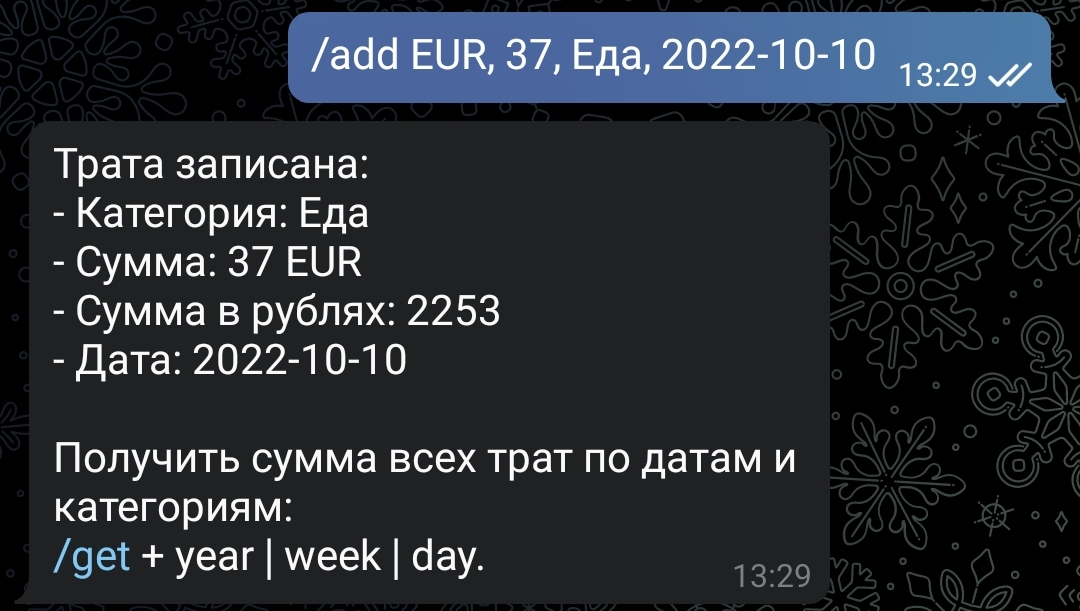 /add EUR, 37, Еда, 2022-10-10
13:29
Трата записана:
- Категория: Еда
- Сумма: 37 EUR
- Сумма в рублях: 2253
- Дата: 2022-10-10
Получить сумма всех трат по датам и
категориям:
/get + year | week | day.
13:29